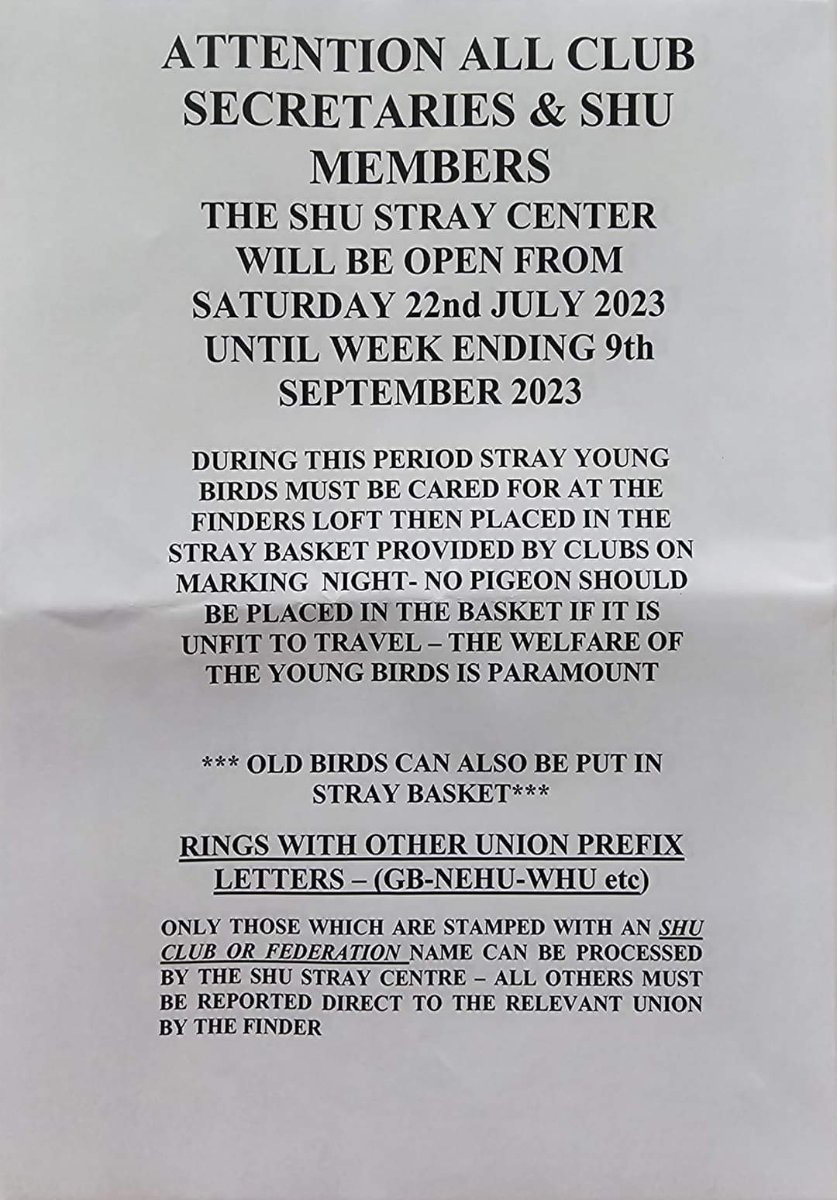 ATTENTION ALL CLUB
SECRETARIES & SHU
MEMBERS
THE SHU STRAY CENTER
WILL BE OPEN FROM
SATURDAY 22nd JULY 2023
UNTIL WEEK ENDING 9th
SEPTEMBER 2023
DURING THIS PERIOD STRAY YOUNG
BIRDS MUST BE CARED FOR AT THE
FINDERS LOFT THEN PLACED IN THE
STRAY BASKET PROVIDED BY CLUBS ON
MARKING NIGHT- NO PIGEON SHOULD
BE PLACED IN THE BASKET IF IT IS
UNFIT TO TRAVEL – THE WELFARE OF
THE YOUNG BIRDS IS PARAMOUNT
*** OLD BIRDS CAN ALSO BE PUT IN
STRAY BASKET***
RINGS WITH OTHER UNION PREFIX
LETTERS – (GB-NEHU-WHU etc)
ONLY THOSE WHICH ARE STAMPED WITH AN SHU
CLUB OR FEDERATION NAME CAN BE PROCESSED
BY THE SHU STRAY CENTRE – ALL OTHERS MUST
BE REPORTED DIRECT TO THE RELEVANT UNION
BY THE FINDER